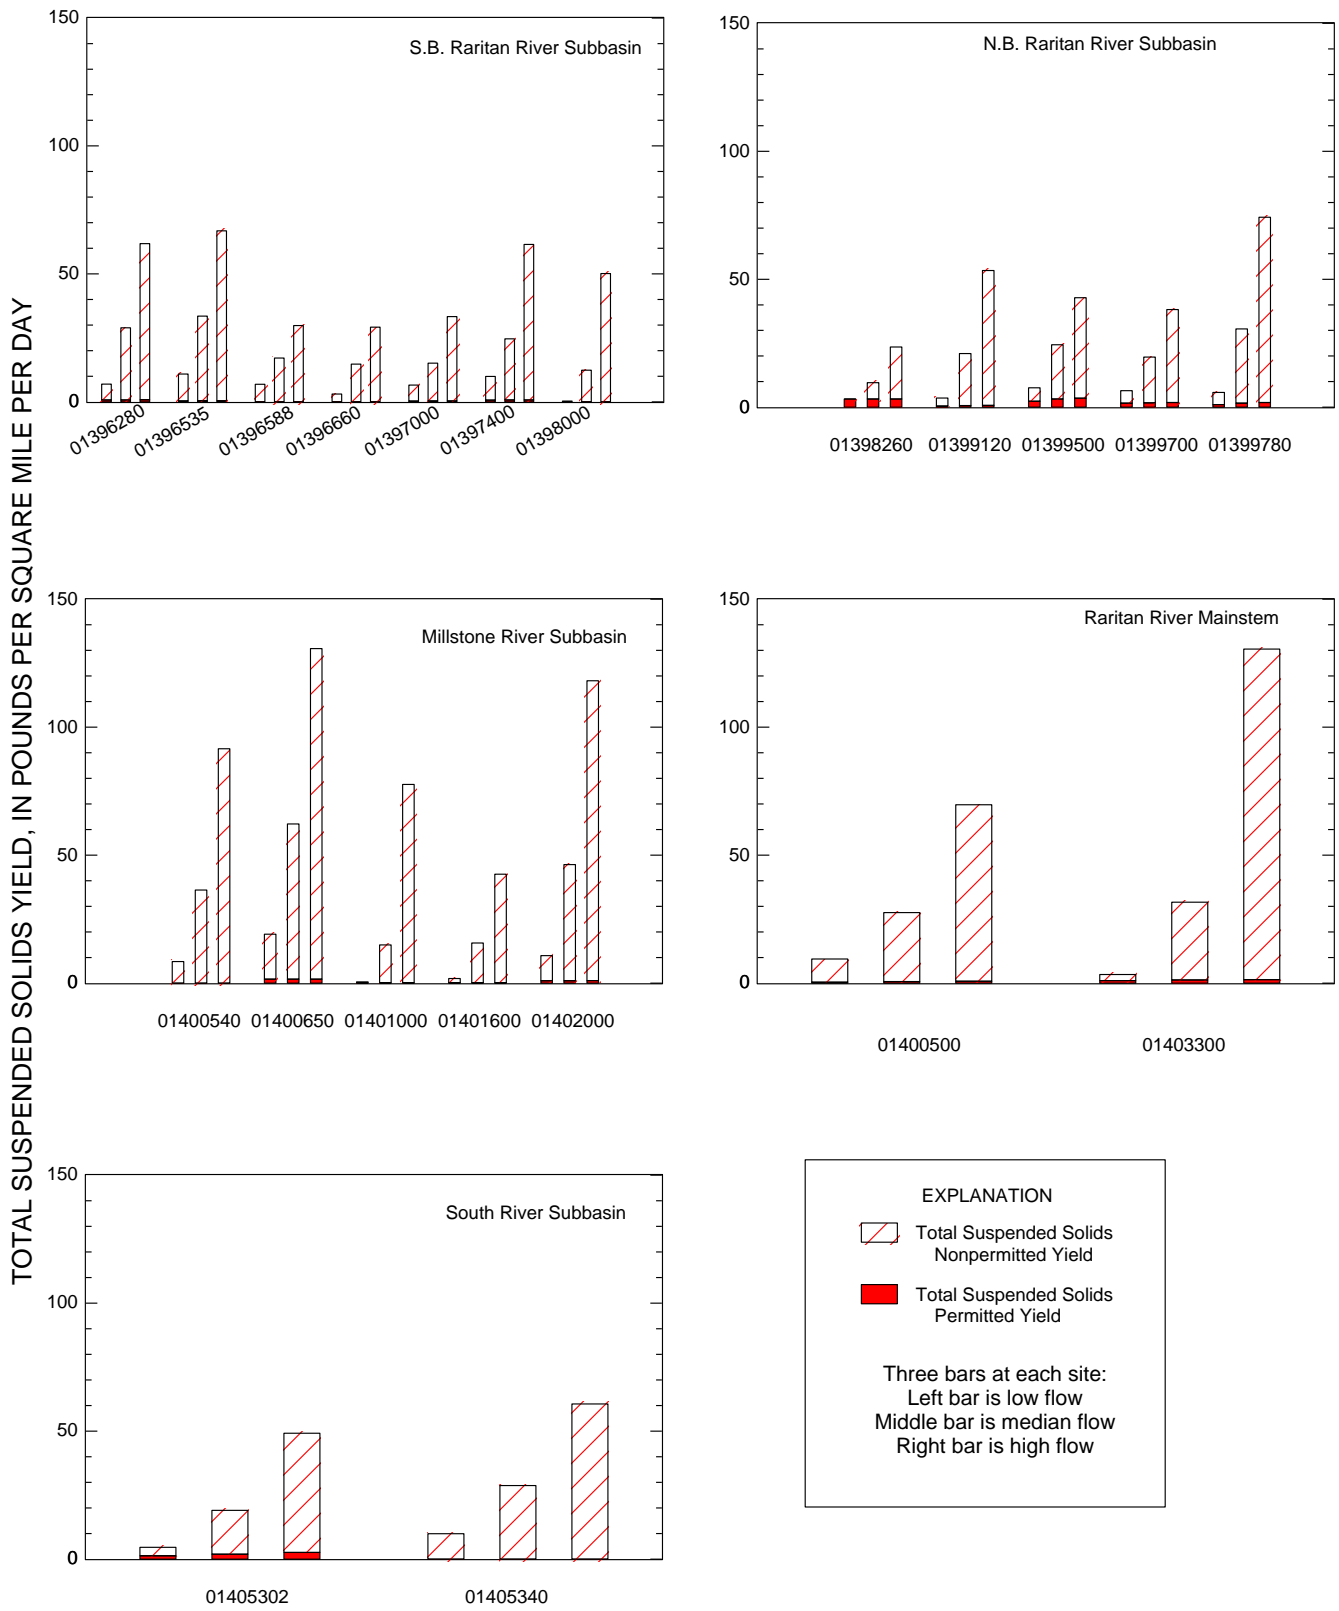 TOTAL SUSPENDED SOLIDS YIELD, IN POUNDS PER SQUARE MILE PER DAY
S.B. Raritan River Subbasin
150
100
50
0
01396280
01396535
01396588
01396660
01397000
01397400
01398000
N.B. Raritan River Subbasin
150
100
50
0
01398260 01399120 01399500 01399700 01399780
Millstone River Subbasin
150
100
50
0
01400540 01400650 01401000 01401600 01402000
Raritan River Mainstem
150
100
50
0
01400500 01403300
South River Subbasin
150
100
50
0
01405302 01405340
EXPLANATION
Total Suspended Solids
Nonpermitted Yield
Total Suspended Solids
Permitted Yield
Three bars at each site:
Left bar is low flow
Middle bar is median flow
Right bar is high flow